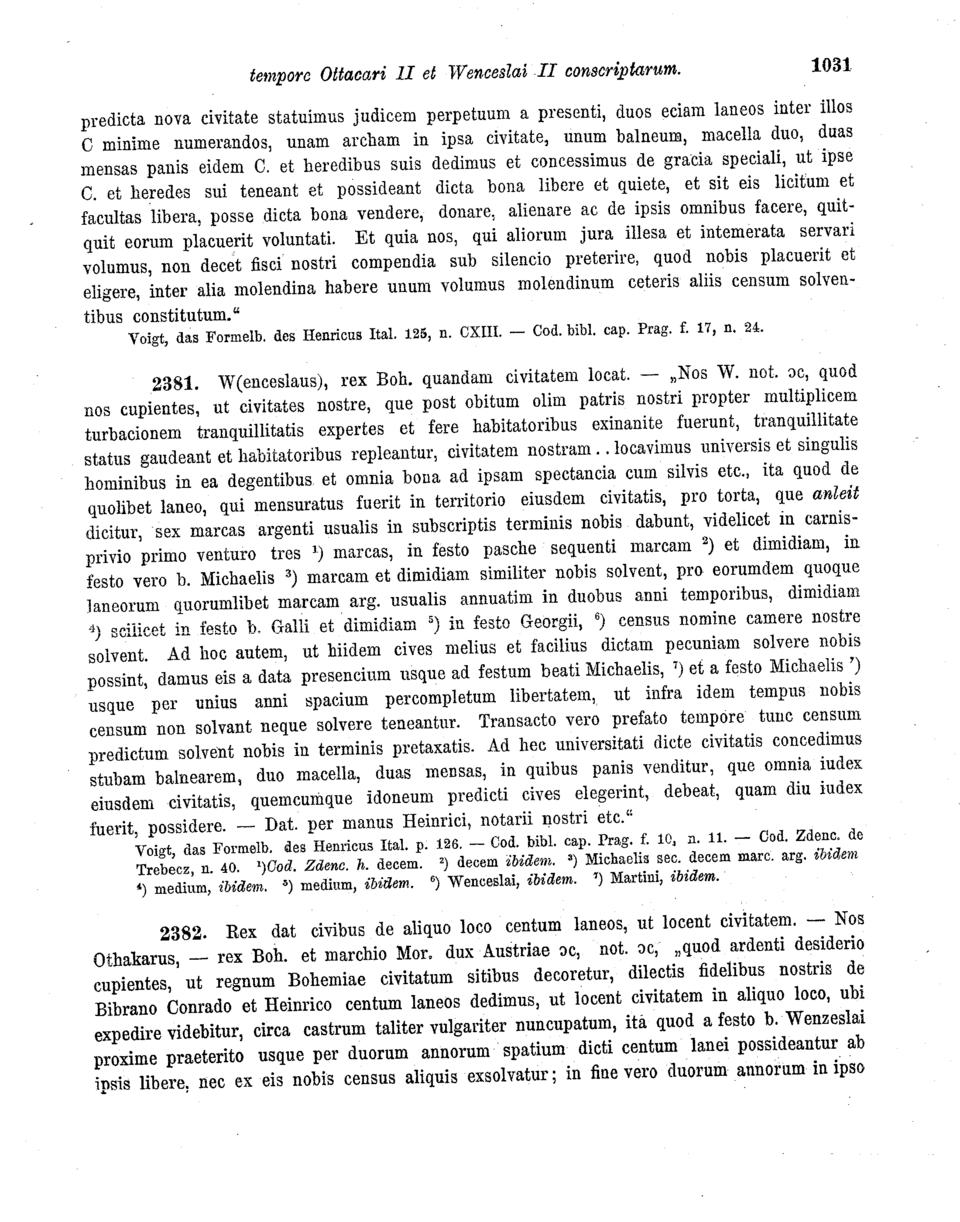 tempore Ottacari II et Wenceslai II conscriptarum. 1031
predicta nova civitate statuimus judicem perpetuum a presenti, duos eciam laneos inter illos
C minime numerandos, unam archam in ipsa civitate, unum balneum, macella duo, duas
mensas panis eidem C. et heredibus suis dedimus et concessimus de gracia speciali, ut ipse
C. et heredes sui teneant et possideant dicta bona libere et quiete, et sit eis licitum et
facultas libera, posse dicta bona vendere, donare, alienare ac de ipsis omnibus facere, quit-
quit eorum placuerit voluntati. Et quia nos, qui aliorum jura illesa et intemerata servari
volumus, non decet fisci nostri compendia sub silencio preterire, quod nobis placuerit et
eligere, inter alia molendina habere unum volumus molendinum ceteris aliis censum solven-
tibus constitutum.“
Voigt, das Formelb. des Henricus Ital. 125, n. CXIII. — Cod. bibl. cap. Prag. f. 17, n. 24.
2381. W(enceslaus), rex Boh. quandam civitatem locat. — „Nos W. not. ɔc, quod
nos cupientes, ut civitates nostre, que post obitum olim patris nostri propter multiplicem
turbacionem tranquillitatis expertes et fere habitatoribus exinanite fuerunt, tranquillitate
status gaudeant et habitatoribus repleantur, civitatem nostram . . locavimus universis et singulis
hominibus in ea degentibus et omnia bona ad ipsam spectancia cum silvis etc., ita quod de
quolibet laneo, qui mensuratus fuerit in territorio eiusdem civitatis, pro torta, que anleit
dicitur, sex marcas argenti usualis in subscriptis terminis nobis dabunt, videlicet in carnis-
privio primo venturo tres ¹) marcas, in festo pasche sequenti marcam ²) et dimidiam, in
festo vero b. Michaelis ³) marcam et dimidiam similiter nobis solvent, pro eorumdem quoque
laneorum quorumlibet marcam arg. usualis annuatim in duobus anni temporibus, dimidiam
⁴) scilicet in festo b. Galli et dimidiam ⁵) in festo Georgii, ⁶) census nomine camere nostre
solvent. Ad hoc autem, ut hiidem cives melius et facilius dictam pecuniam solvere nobis
possint, damus eis a data presencium usque ad festum beati Michaelis, ⁷) et a festo Michaelis ⁷)
usque per unius anni spacium percompletum libertatem, ut infra idem tempus nobis
censum non solvant neque solvere teneantur. Transacto vero prefato tempore tunc censum
predictum solvent nobis in terminis pretaxatis. Ad hec universitati dicte civitatis concedimus
stubam balnearem, duo macella, duas mensas, in quibus panis venditur, que omnia iudex
eiusdem civitatis, quemcumque idoneum predicti cives elegerint, debeat, quam diu iudex
fuerit, possidere. — Dat. per manus Heinrici, notarii nostri etc.“
Voigt, das Formelb. des Henricus Ital. p. 126. — Cod. bibl. cap. Prag. f. 10, n. 11. — Cod. Zdenc. de
Trebecz, n. 40. ¹)Cod. Zdenc. h. decem. ²) decem ibidem. ³) Michaelis sec. decem marc. arg. ibidem
⁴) medium, ibidem. ⁵) medium, ibidem. ⁶) Wenceslai, ibidem. ⁷) Martini, ibidem.
2382. Rex dat civibus de aliquo loco centum laneos, ut locent civitatem. — Nos
Othakarus, — rex Boh. et marchio Mor. dux Austriae ɔc, not. ɔc, „quod ardenti desiderio
cupientes, ut regnum Bohemiae civitatum sitibus decoretur, dilectis fidelibus nostris de
Bibrano Conrado et Heinrico centum laneos dedimus, ut locent civitatem in aliquo loco, ubi
expedire videbitur, circa castrum taliter vulgariter nuncupatum, ita quod a festo b. Wenzeslai
proxime praeterito usque per duorum annorum spatium dicti centum lanei possideantur ab
ipsis libere, nec ex eis nobis census aliquis exsolvatur; in fine vero duorum annorum in ipso